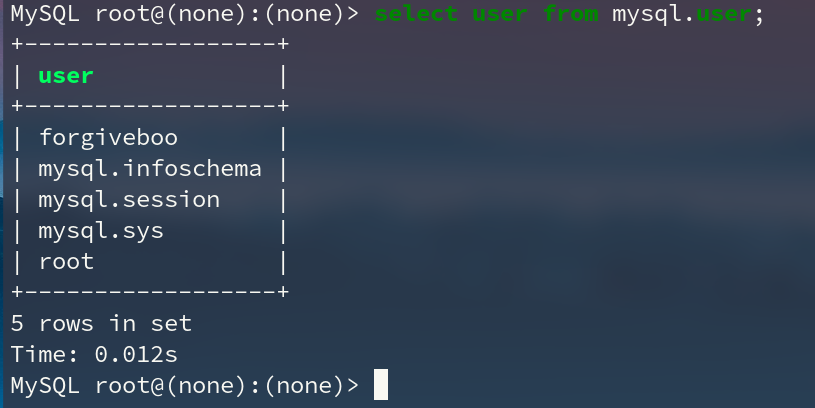 MySQL root@(none):(none)> select user from mysql.user;
+------------------+
| user             |
+------------------+
| forgiveboo       |
| mysql.infoschema |
| mysql.session    |
| mysql.sys        |
| root             |
+------------------+
5 rows in set
Time: 0.012s
MySQL root@(none):(none)>